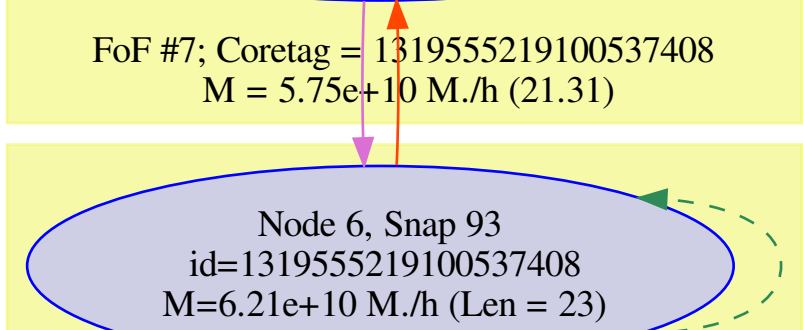 FoF #7; Coretag = 1319555219100537408
M = 5.75e+10 M./h (21.31)
Node 6, Snap 93
id=1319555219100537408
M=6.21e+10 M./h (Len = 23)